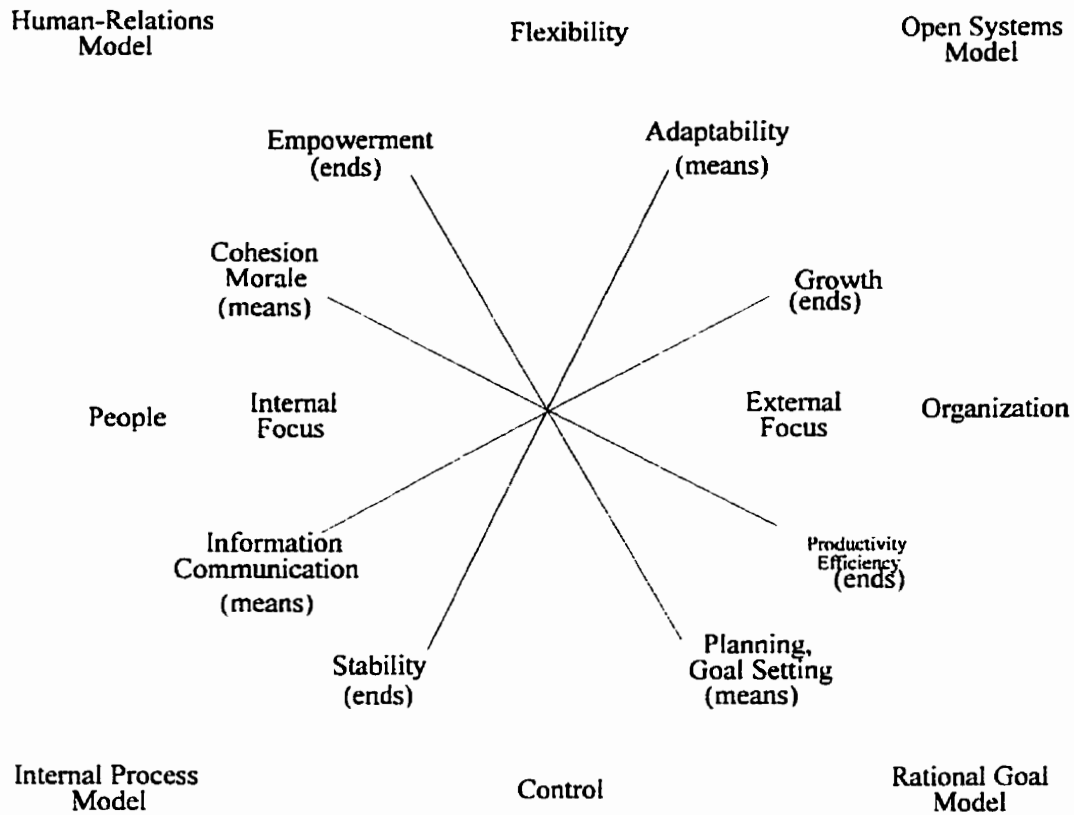 Human-Relations
Model
Flexibility
Open Systems
Model
Empowerment
(ends)
Adaptability
(means)
Cohesion
Morale
(means)
Growth
(ends)
People
Internal
Focus
External
Focus
Organization
Information
Communication
(means)
Productivity
Efficiency
(ends)
Stability
(ends)
Planning,
Goal Setting
(means)
Internal Process
Model
Control
Rational Goal
Model